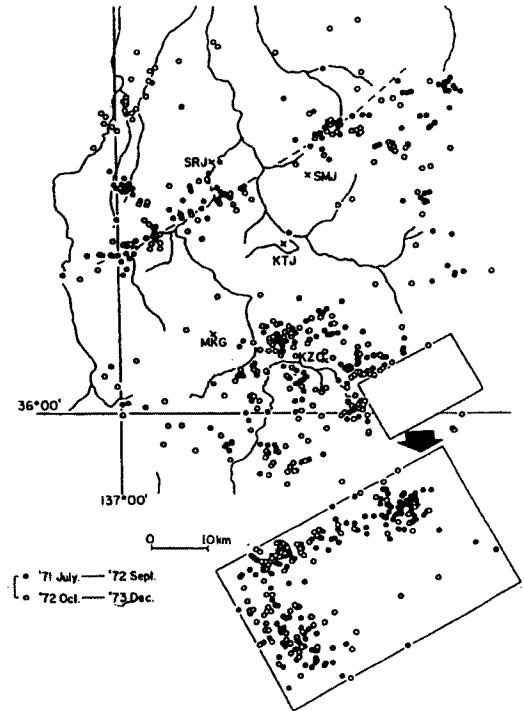 SRJ
SMJ
KTJ
MKG
KZC
36°00'
137°00'
0 10km
'71 July. — '72 Sept.
'72 Oct. — '73 Dec.